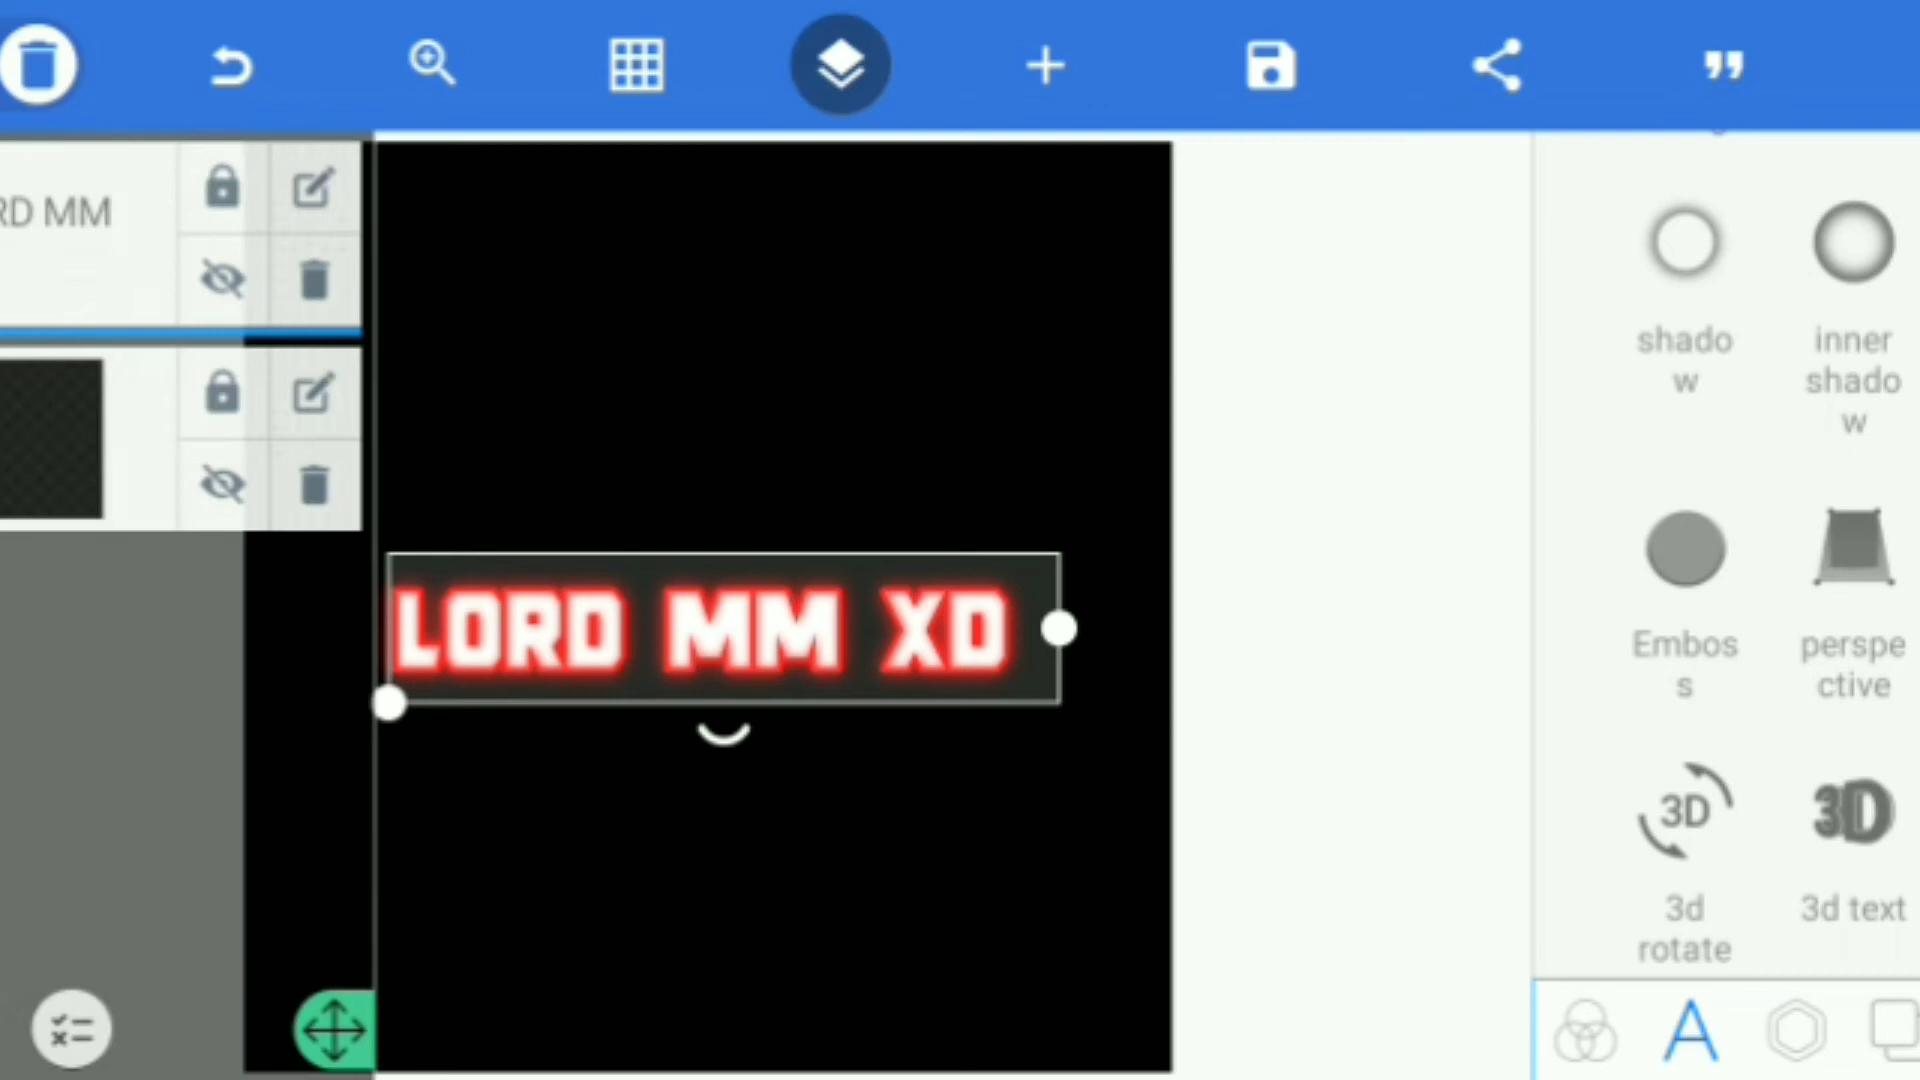 RD MM
LORD MM XD
shado
w
inner
shado
w
Embos
s
perspe
ctive
3D
3D
3d
rotate
3d text